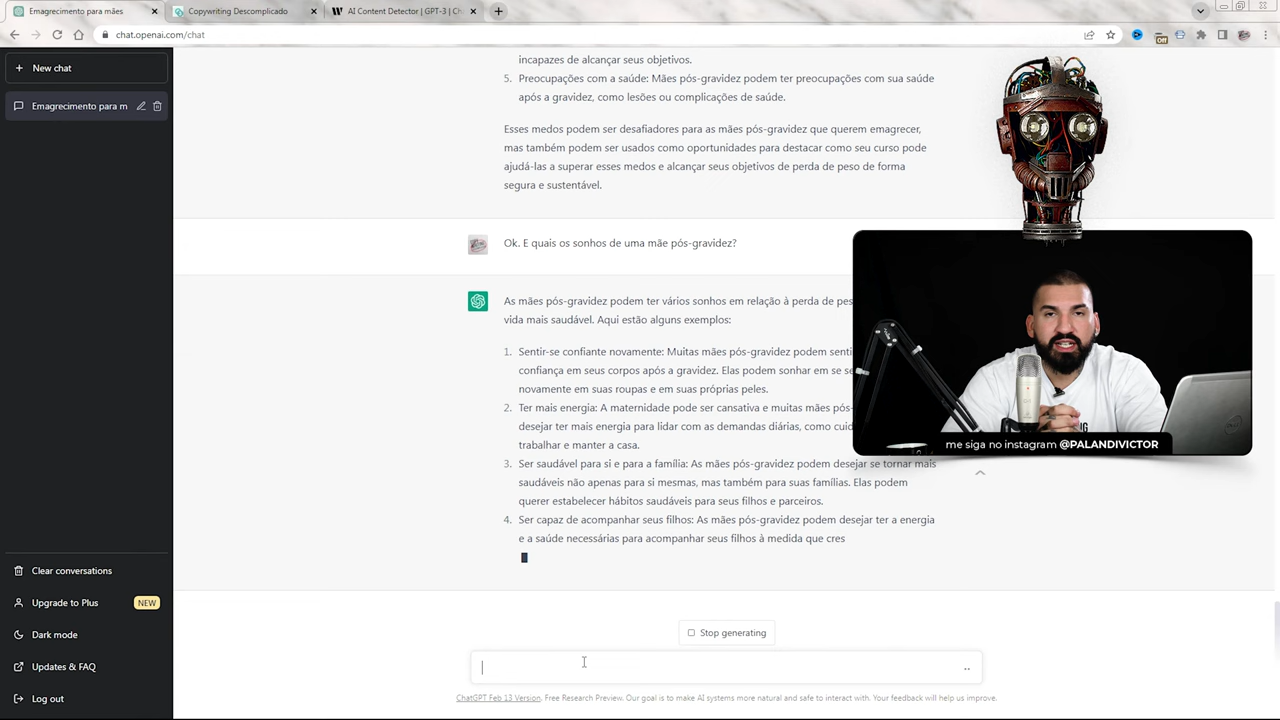 Emagrecimento para mães
Copywriting Descomplicado
AI Content Detector | GPT-3 | C
chat.openai.com/chat
Off
New chat
Emagrecimento para m
incapazes de alcançar seus objetivos.
5. Preocupações com a saúde: Mães pós-gravidez podem ter preocupações com sua saúde
após a gravidez, como lesões ou complicações de saúde.
Esses medos podem ser desafiadores para as mães pós-gravidez que querem emagrecer,
mas também podem ser usados como oportunidades para destacar como seu curso pode
ajudá-las a superar esses medos e alcançar seus objetivos de perda de peso de forma
segura e sustentável.
Ok. E quais os sonhos de uma mãe pós-gravidez?
As mães pós-gravidez podem ter vários sonhos em relação à perda de pes
vida mais saudável. Aqui estão alguns exemplos:
1. Sentir-se confiante novamente: Muitas mães pós-gravidez podem senti
confiança em seus corpos após a gravidez. Elas podem sonhar em se se
novamente em suas roupas e em suas próprias peles.
2. Ter mais energia: A maternidade pode ser cansativa e muitas mães pós-
desejar ter mais energia para lidar com as demandas diárias, como cuid
trabalhar e manter a casa.
3. Ser saudável para si e para a família: As mães pós-gravidez podem desejar se tornar mais
saudáveis não apenas para si mesmas, mas também para suas famílias. Elas podem
querer estabelecer hábitos saudáveis para seus filhos e parceiros.
4. Ser capaz de acompanhar seus filhos: As mães pós-gravidez podem desejar ter a energia
e a saúde necessárias para acompanhar seus filhos à medida que cres
me siga no instagram @PALANDIVICTOR
Clear conversations
Upgrade to Plus NEW
Dark mode
Updates & FAQ
Log out
Stop generating
ChatGPT Feb 13 Version. Free Research Preview. Our goal is to make AI systems more natural and safe to interact with. Your feedback will help us improve.